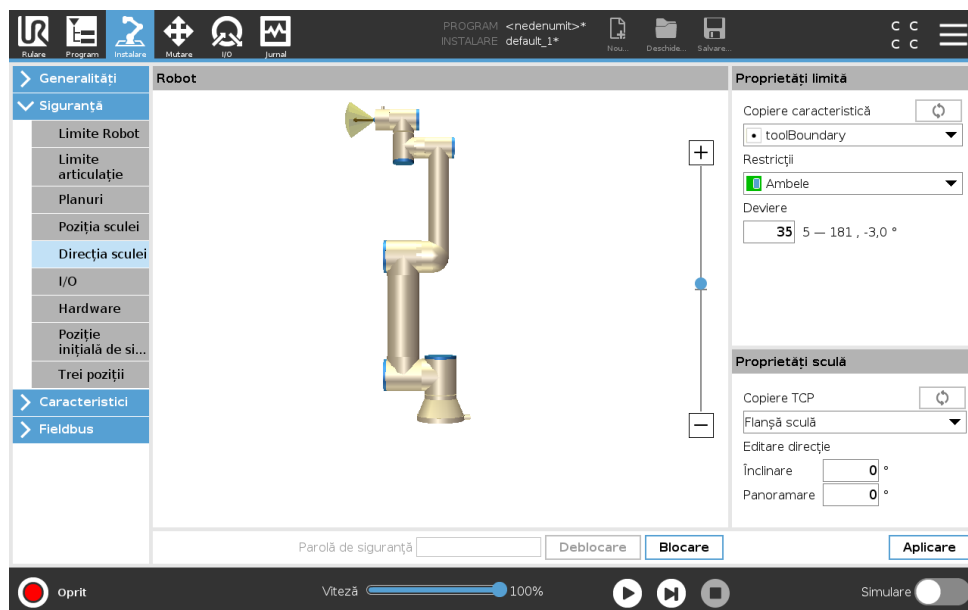 UR
PROGRAM <nedenumit>*
INSTALARE default_1*
Rulare Program Instalare Mutare I/O Jurnal
Nou... Deschide... Salvare...
C C
C C
Generalități
Siguranță
Limite Robot
Limite
articulație
Planuri
Poziția sculei
Direcția sculei
I/O
Hardware
Poziție
inițială de si...
Trei poziții
Caracteristici
Fieldbus
Robot
+
−
Proprietăți limită
Copiere caracteristică
toolBoundary
Restricții
Ambele
Deviere
35 5 — 181 , -3,0 °
Proprietăți sculă
Copiere TCP
Flanșă sculă
Editare direcție
Înclinare 0 °
Panoramare 0 °
Parolă de siguranță Deblocare Blocare Aplicare
Oprit Viteză 100% Simulare